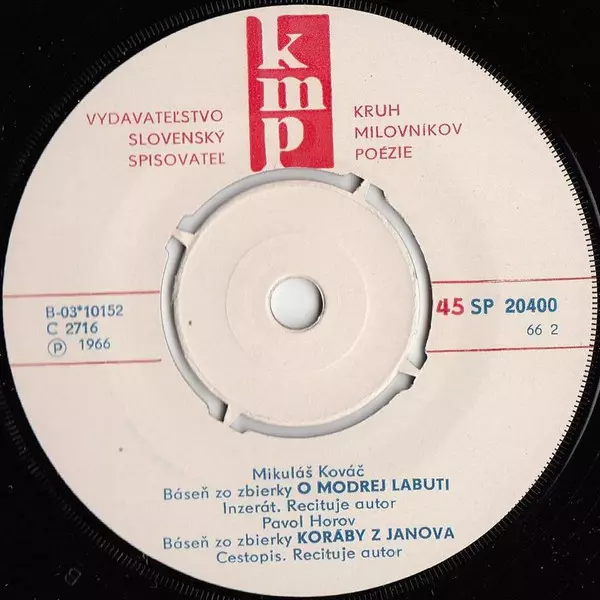 kmp
VYDAVATEĽSTVO
SLOVENSKÝ
SPISOVATEĽ
KRUH
MILOVNÍKOV
POÉZIE
B-03*10152
C 2716
Ⓟ 1966
45 SP 20400
66 2
Mikuláš Kováč
Báseň zo zbierky O MODREJ LABUTI
Inzerát. Recituje autor
Pavol Horov
Báseň zo zbierky KORÁBY Z JANOVA
Cestopis. Recituje autor